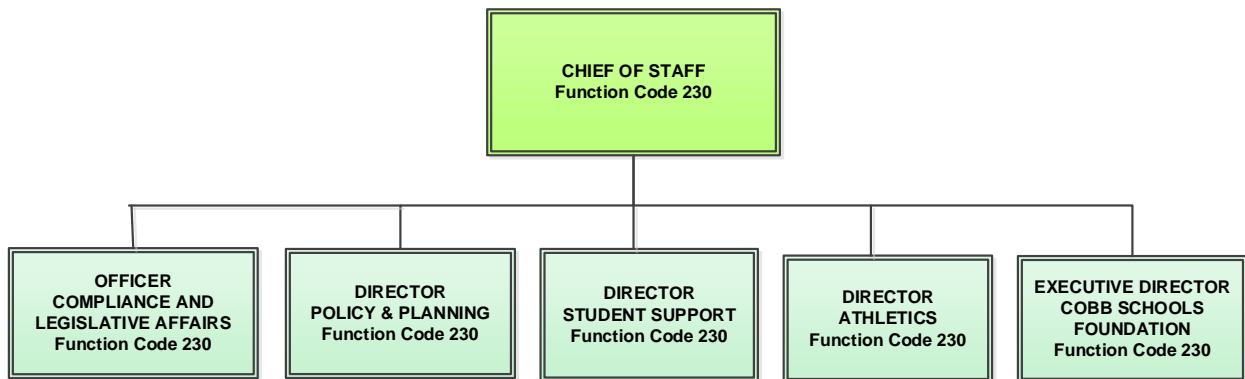 CHIEF OF STAFF
Function Code 230
OFFICER
COMPLIANCE AND
LEGISLATIVE AFFAIRS
Function Code 230
DIRECTOR
POLICY & PLANNING
Function Code 230
DIRECTOR
STUDENT SUPPORT
Function Code 230
DIRECTOR
ATHLETICS
Function Code 230
EXECUTIVE DIRECTOR
COBB SCHOOLS
FOUNDATION
Function Code 230